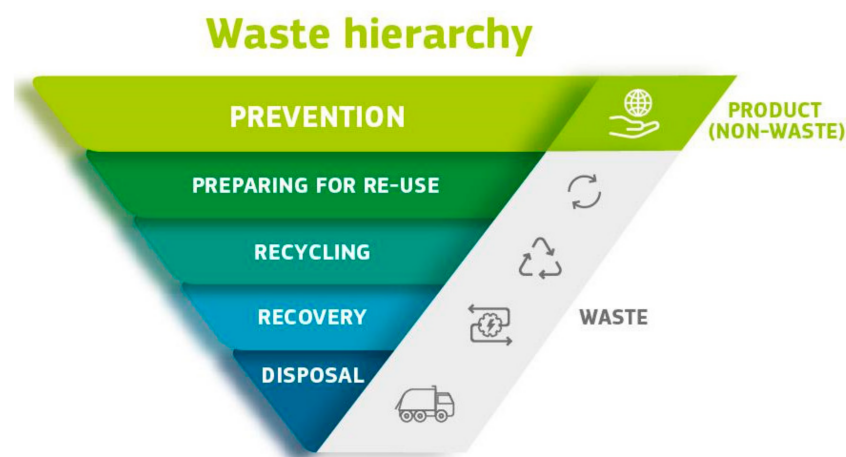 Waste hierarchy
PREVENTION
PRODUCT
(NON-WASTE)
PREPARING FOR RE-USE
RECYCLING
RECOVERY
WASTE
DISPOSAL